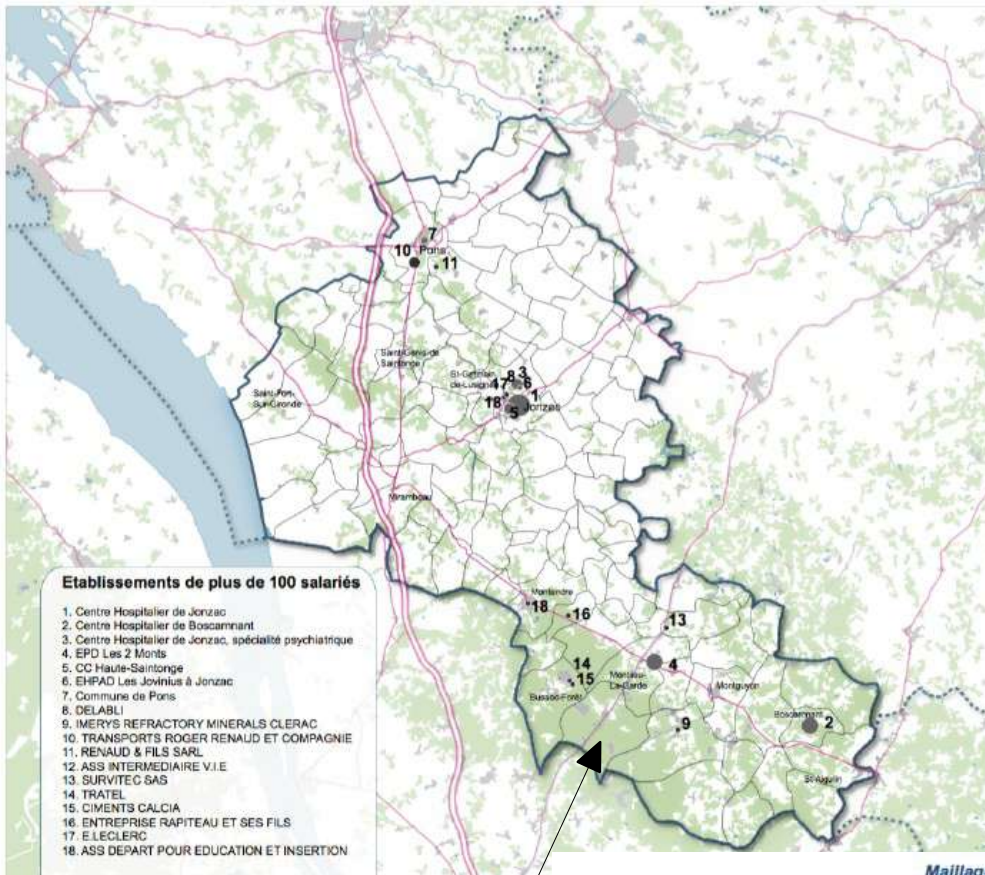 7
10 Pons
11
Saint-Genis-de
Saintonge
St-Germain
de-Lusignan
8 3
17 6
1
18
5 Jonzac
Saint-Fort
Sur-Gironde
Mirambeau
Montendre
18
16
13
14
15
4
Montlieu-
La-Garde
Montguyon
Bussac-Forêt
Boscamnant
2
9
St-Aigulin
Etablissements de plus de 100 salariés
1. Centre Hospitalier de Jonzac
2. Centre Hospitalier de Boscamnant
3. Centre Hospitalier de Jonzac, spécialité psychiatrique
4. EPD Les 2 Monts
5. CC Haute-Saintonge
6. EHPAD Les Jovinius à Jonzac
7. Commune de Pons
8. DELABLI
9. IMERYS REFRACTORY MINERALS CLERAC
10. TRANSPORTS ROGER RENAUD ET COMPAGNIE
11. RENAUD & FILS SARL
12. ASS INTERMEDIAIRE V.I.E
13. SURVITEC SAS
14. TRATEL
15. CIMENTS CALCIA
16. ENTREPRISE RAPITEAU ET SES FILS
17. E.LECLERC
18. ASS DEPART POUR EDUCATION ET INSERTION
Maillag